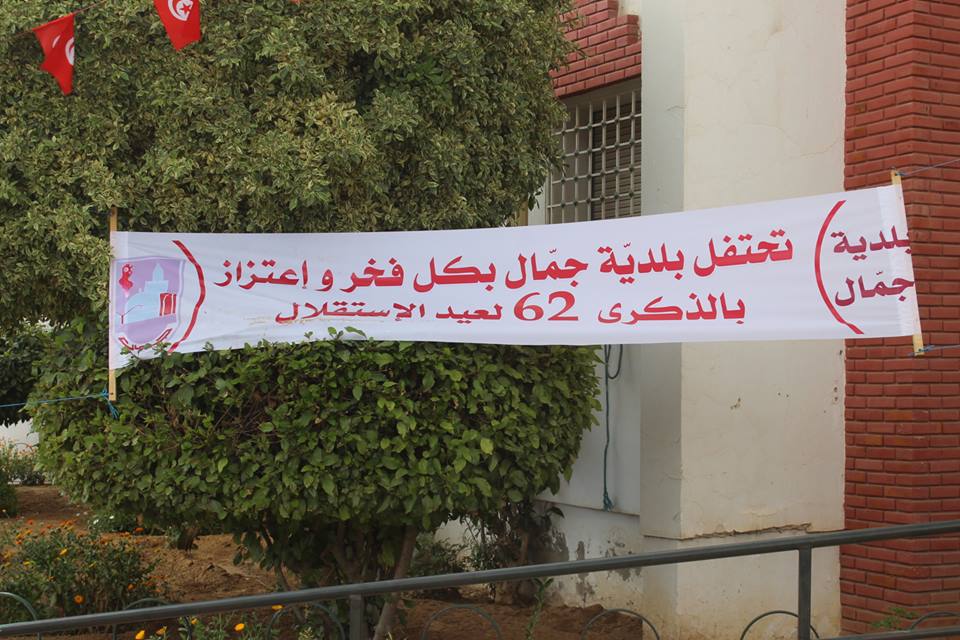 بلدية
جمّال
تحتفل بلديّة جمّال بكل فخر و اعتزاز
بالذكرى 62 لعيد الإستقلال